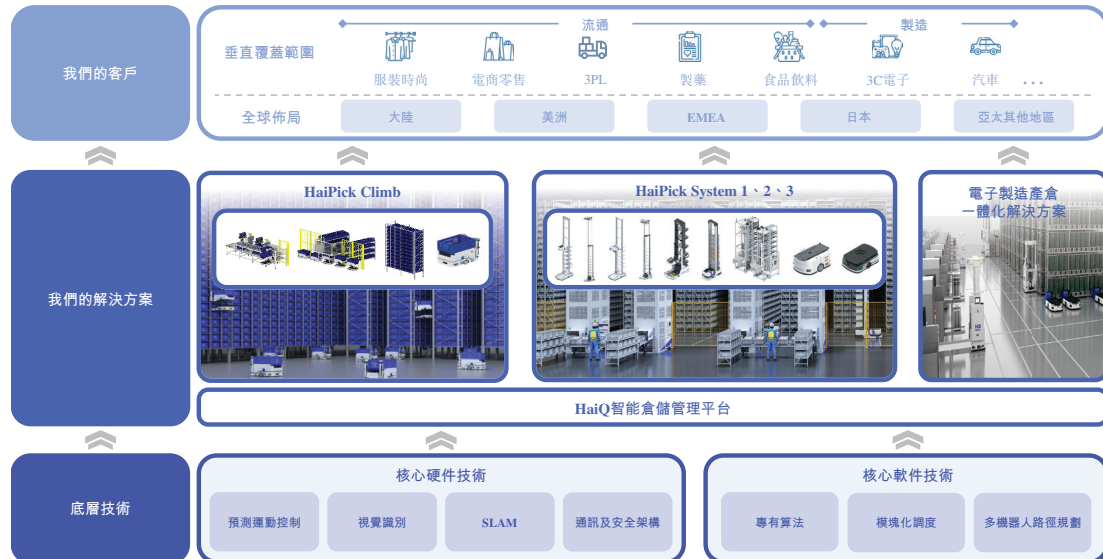 我們的客戶
垂直覆蓋範圍
流通
製造
服裝時尚
電商零售
3PL
製藥
食品飲料
3C電子
汽車
...
全球佈局
大陸
美洲
EMEA
日本
亞太其他地區
我們的解決方案
HaiPick Climb
HaiPick System 1、2、3
電子製造產倉
一體化解決方案
HaiQ智能倉儲管理平台
底層技術
核心硬件技術
預測運動控制
視覺識別
SLAM
通訊及安全架構
核心軟件技術
專有算法
模塊化調度
多機器人路徑規劃